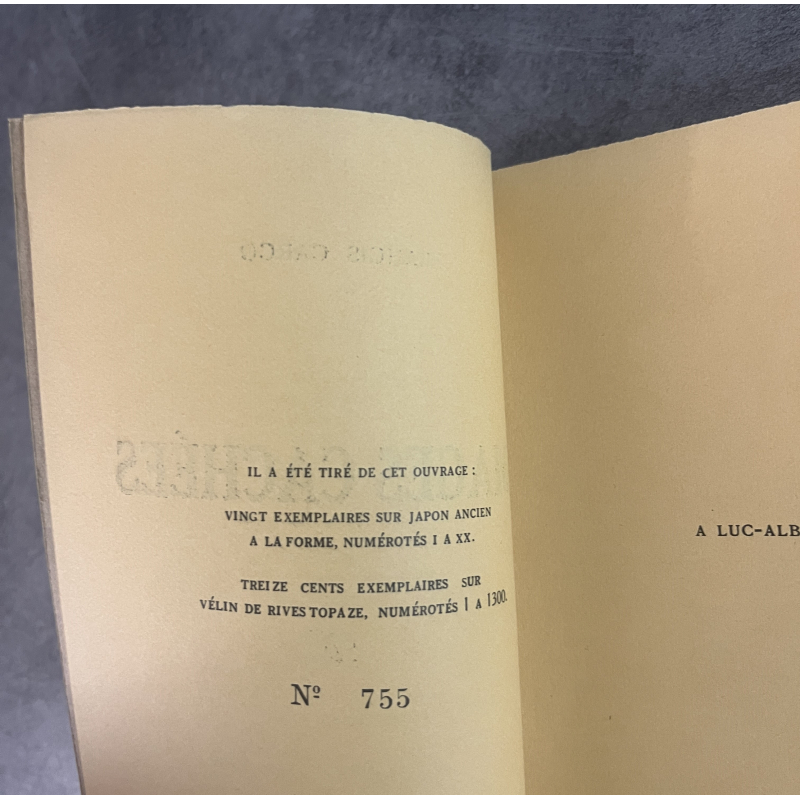 IL A ÉTÉ TIRÉ DE CET OUVRAGE :
VINGT EXEMPLAIRES SUR JAPON ANCIEN
A LA FORME, NUMÉROTÉS I A XX.
TREIZE CENTS EXEMPLAIRES SUR
VÉLIN DE RIVES TOPAZE, NUMÉROTÉS 1 A 1300.
Nº 755
A LUC-ALB